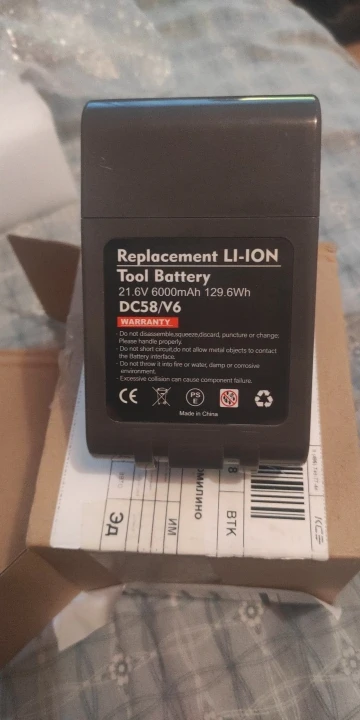 Replacement LI-ION
Tool Battery
21.6V 6000mAh 129.6Wh
DC58/V6
WARRANTY
· Do not disassemble,squeeze,discard, puncture or change.
Please handle properly.
· Do not short circuit,do not allow metal objects to contact
the Battery interface.
· Do not throw it into fire or water, damp or corrosive
environment.
· Excessive collision can cause component failure.
CE
PS
E
Made in China
8
ВТК
ИМ
Эд